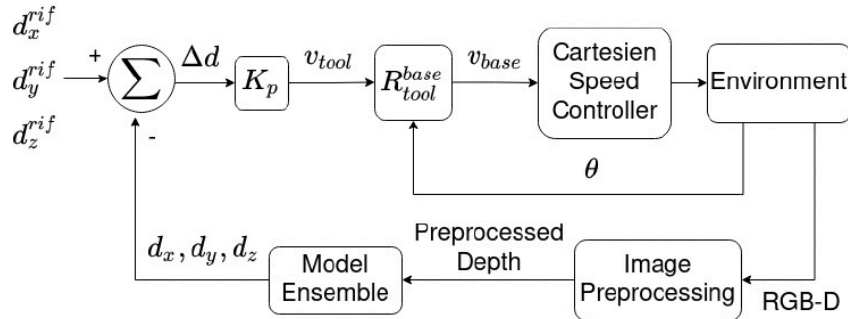 d_x^{rif}
d_y^{rif}
d_z^{rif}
+
-
∑
Δd
K_p
v_{tool}
R_{tool}^{base}
v_{base}
Cartesien
Speed
Controller
Environment
θ
RGB-D
Image
Preprocessing
Preprocessed
Depth
Model
Ensemble
d_x, d_y, d_z